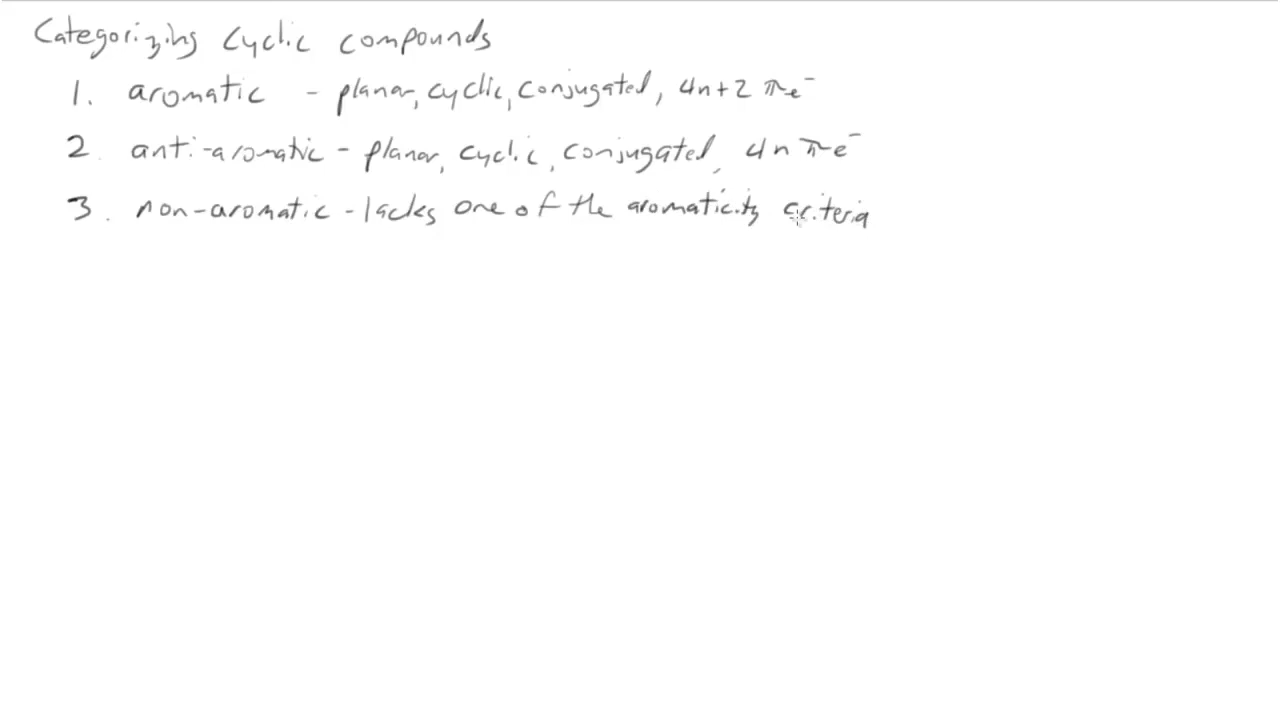 Categorizing cyclic compounds
1. aromatic - planar, cyclic, conjugated, 4n+2 πe⁻
2. anti-aromatic - planar, cyclic, conjugated, 4n πe⁻
3. non-aromatic - lacks one of the aromaticity criteria